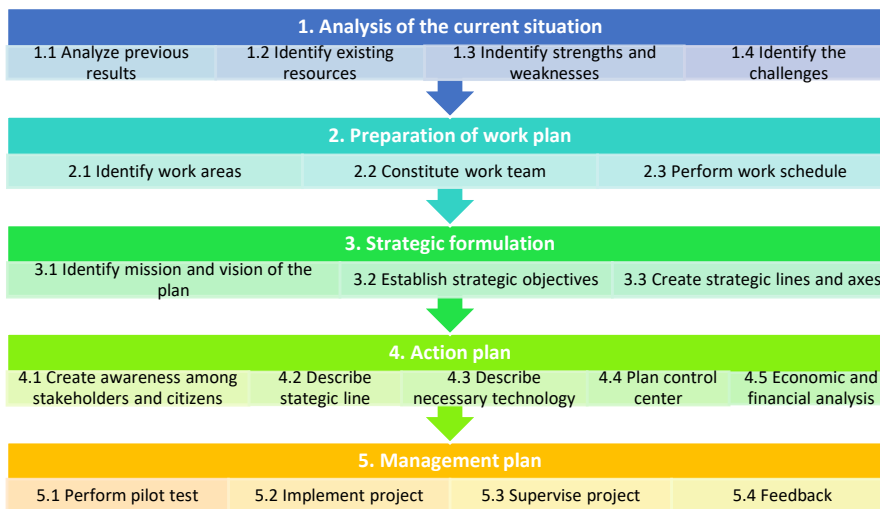 1. Analysis of the current situation
1.1 Analyze previous
results
1.2 Identify existing
resources
1.3 Indentify strengths and
weaknesses
1.4 Identify the
challenges
2. Preparation of work plan
2.1 Identify work areas
2.2 Constitute work team
2.3 Perform work schedule
3. Strategic formulation
3.1 Identify mission and vision of the
plan
3.2 Establish strategic objectives
3.3 Create strategic lines and axes
4. Action plan
4.1 Create awareness among
stakeholders and citizens
4.2 Describe
stategic line
4.3 Describe
necessary technology
4.4 Plan control
center
4.5 Economic and
financial analysis
5. Management plan
5.1 Perform pilot test
5.2 Implement project
5.3 Supervise project
5.4 Feedback